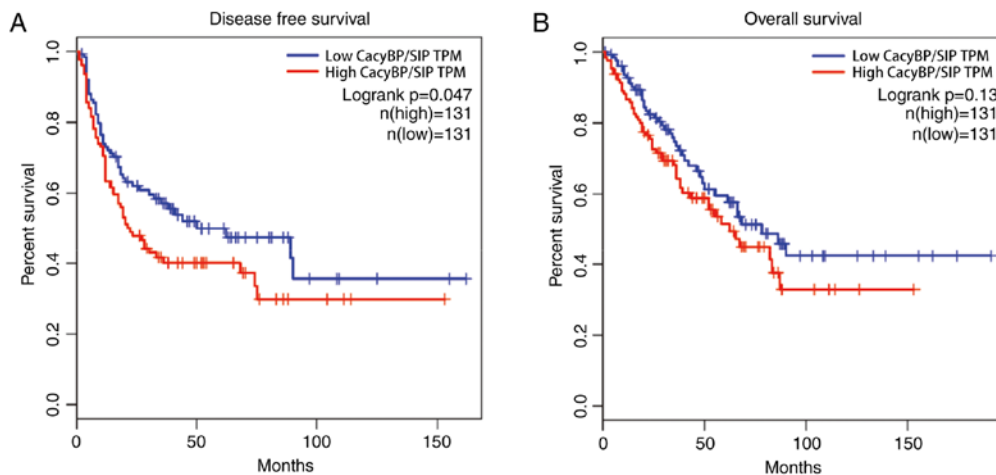 A
Disease free survival
Low CacyBP/SIP TPM
High CacyBP/SIP TPM
Logrank p=0.047
n(high)=131
n(low)=131
Percent survival
1.0
0.8
0.6
0.4
0.2
0.0
0
50
100
150
Months
B
Overall survival
Low CacyBP/SIP TPM
High CacyBP/SIP TPM
Logrank p=0.13
n(high)=131
n(low)=131
Percent survival
1.0
0.8
0.6
0.4
0.2
0.0
0
50
100
150
Months